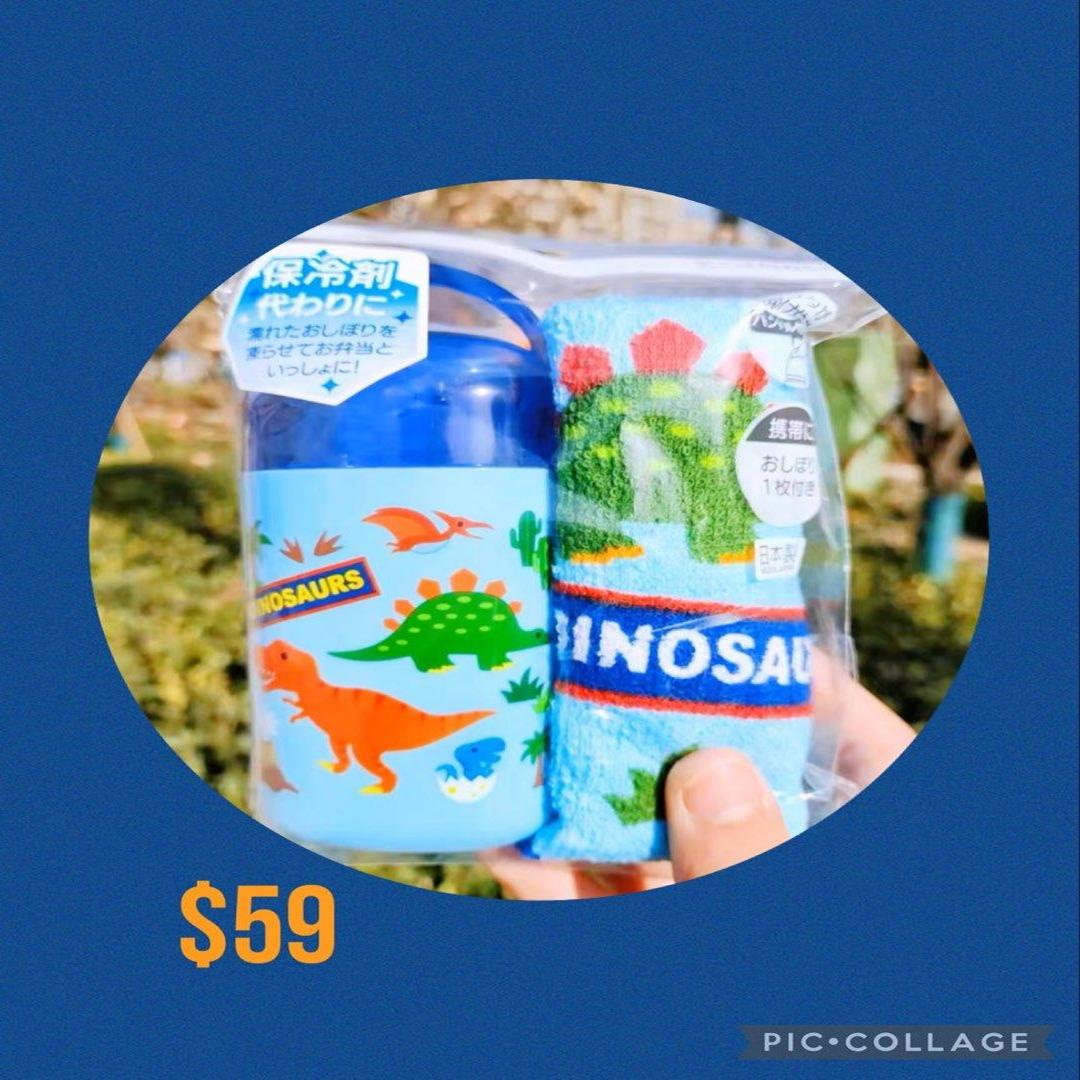 保冷剤
代わりに
濡れたおしぼりを
凍らせてお弁当と
いっしょに!
携帯に
おしぼり
1枚付き
日本製
INOSAURS
DINOSAU
$59
PIC•COLLAGE